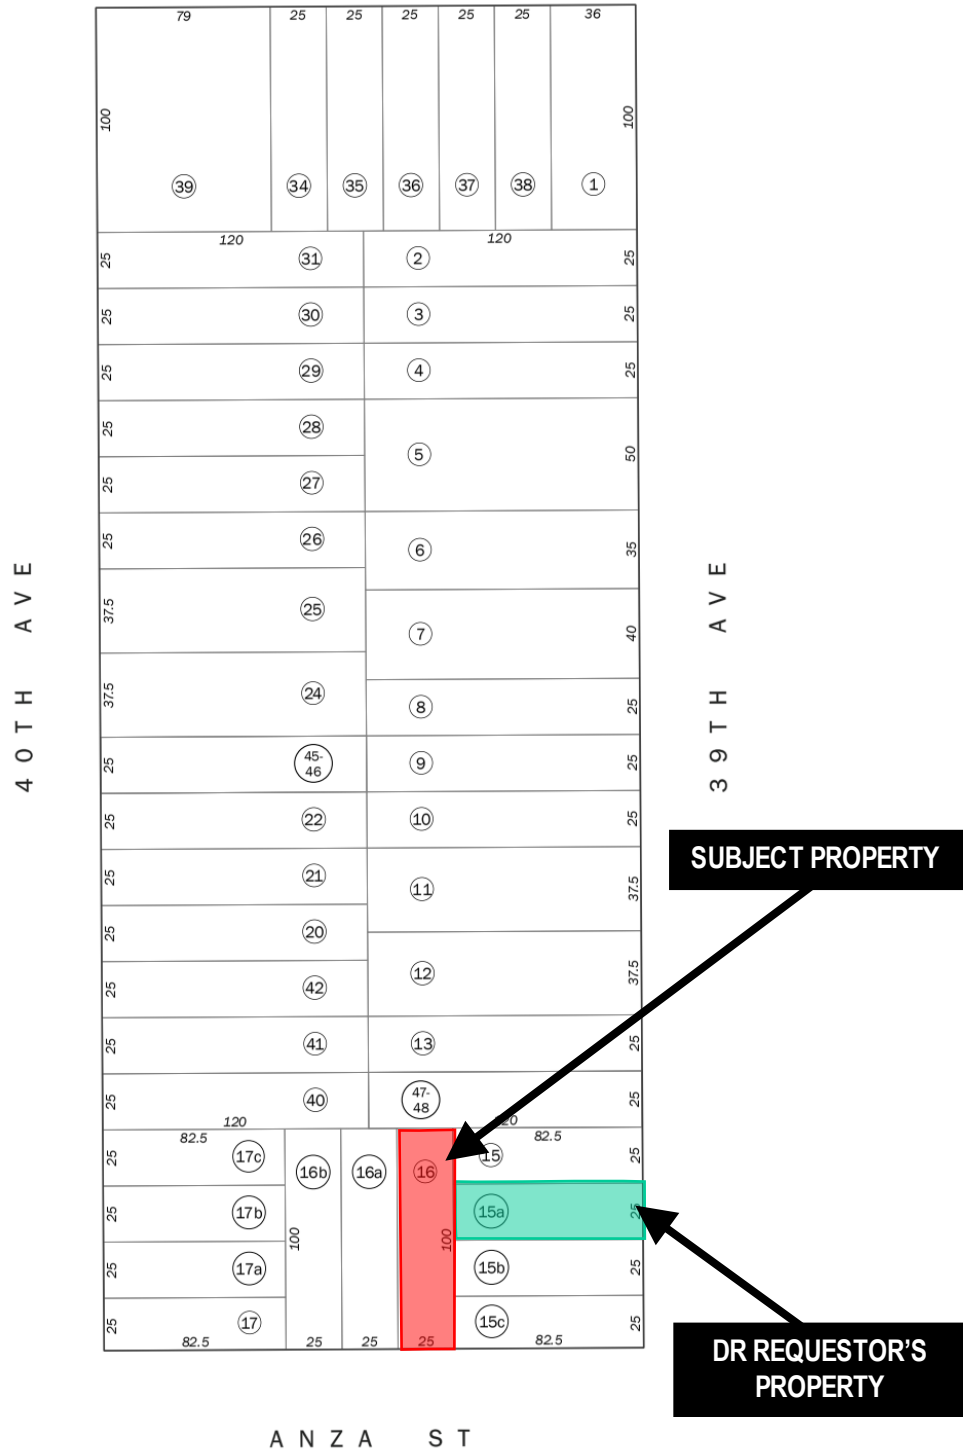 79 25 25 25 25 25 36
100 100
39 34 35 36 37 38 1
120 120
25 31 2 25
25 30 3 25
25 29 4 25
25 28
5 50
25 27
25 26 6 35
37.5 25
7 40
37.5 24
8 25
25 45-46 9 25
25 22 10 25
25 21
11 37.5
25 20
12 37.5
25 42
25 41 13 25
25 40 47-48 25
120 120
82.5 82.5
25 17c 16b 16a 16 15 25
25 17b 15a 25
100 100
25 17a 15b 25
25 17 15c 25
82.5 25 25 25 82.5
40TH AVE
39TH AVE
SUBJECT PROPERTY
DR REQUESTOR'S
PROPERTY
ANZA ST